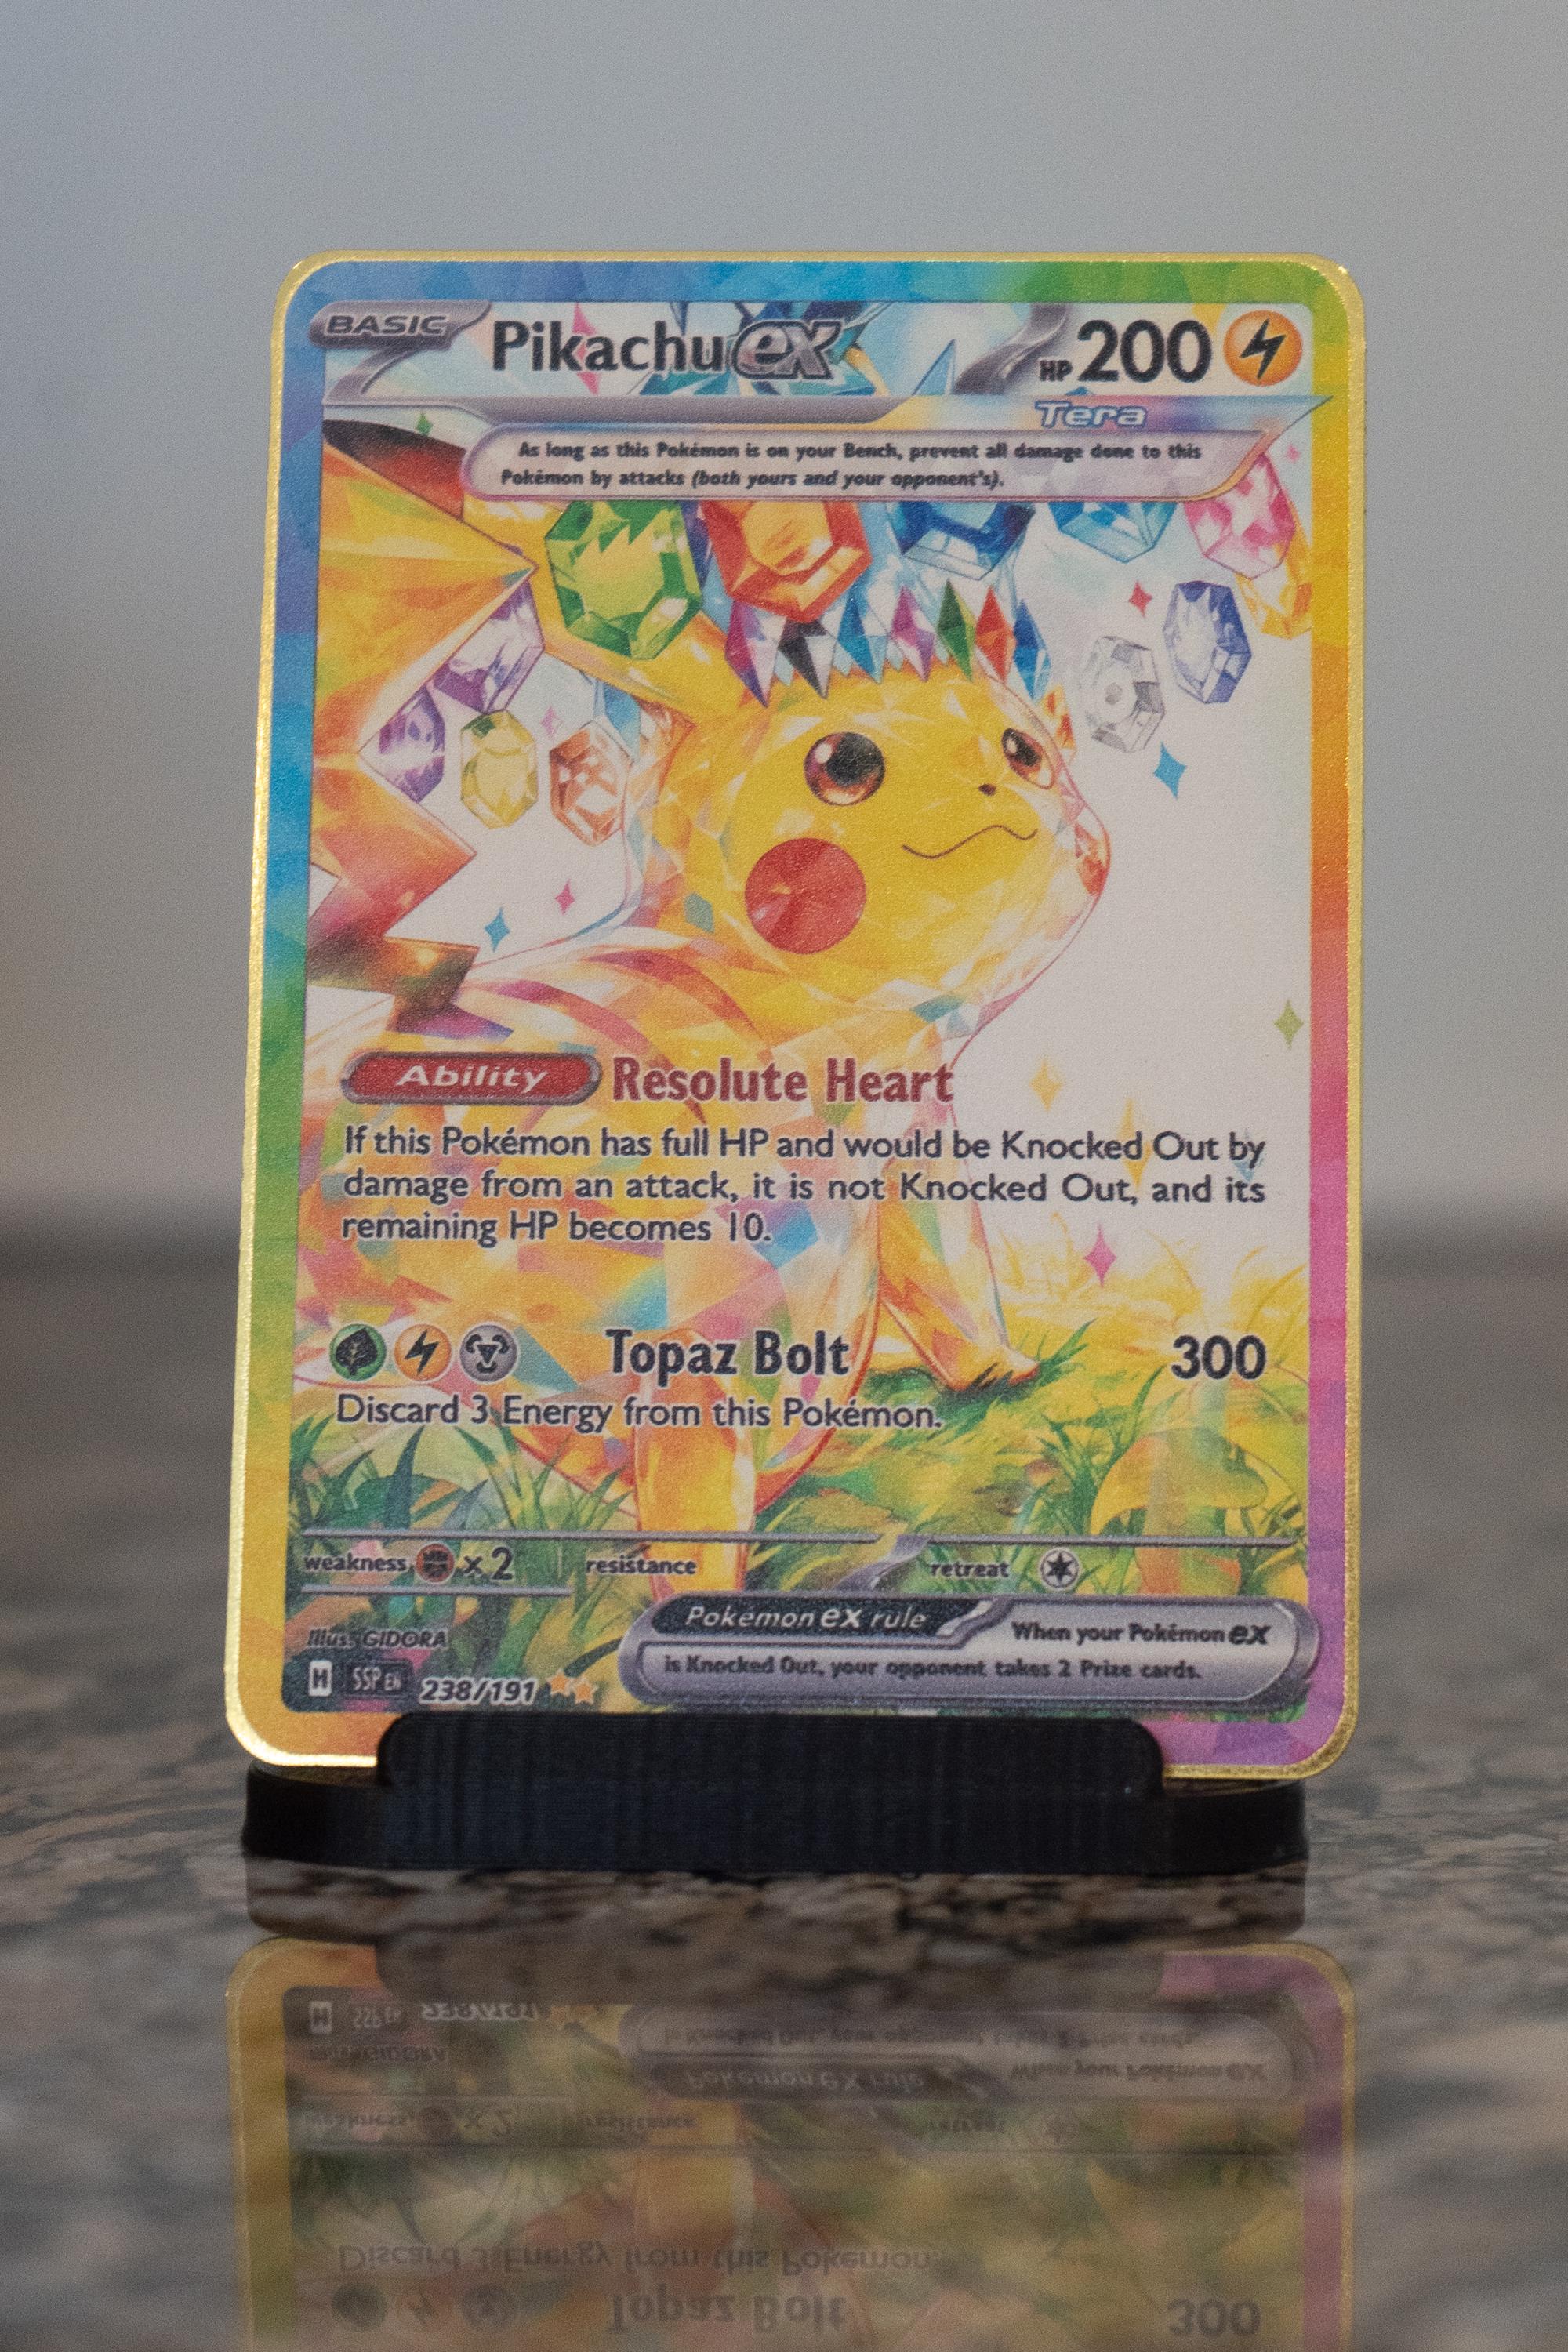 BASIC
Pikachu ex HP 200
Tera
As long as this Pokémon is on your Bench, prevent all damage done to this
Pokémon by attacks (both yours and your opponent's).
Ability Resolute Heart
If this Pokémon has full HP and would be Knocked Out by
damage from an attack, it is not Knocked Out, and its
remaining HP becomes 10.
Topaz Bolt 300
Discard 3 Energy from this Pokémon.
weakness x2 resistance retreat
Illus. GIDORA
Pokémon ex rule When your Pokémon ex
is Knocked Out, your opponent takes 2 Prize cards.
H SSP EN 238/191